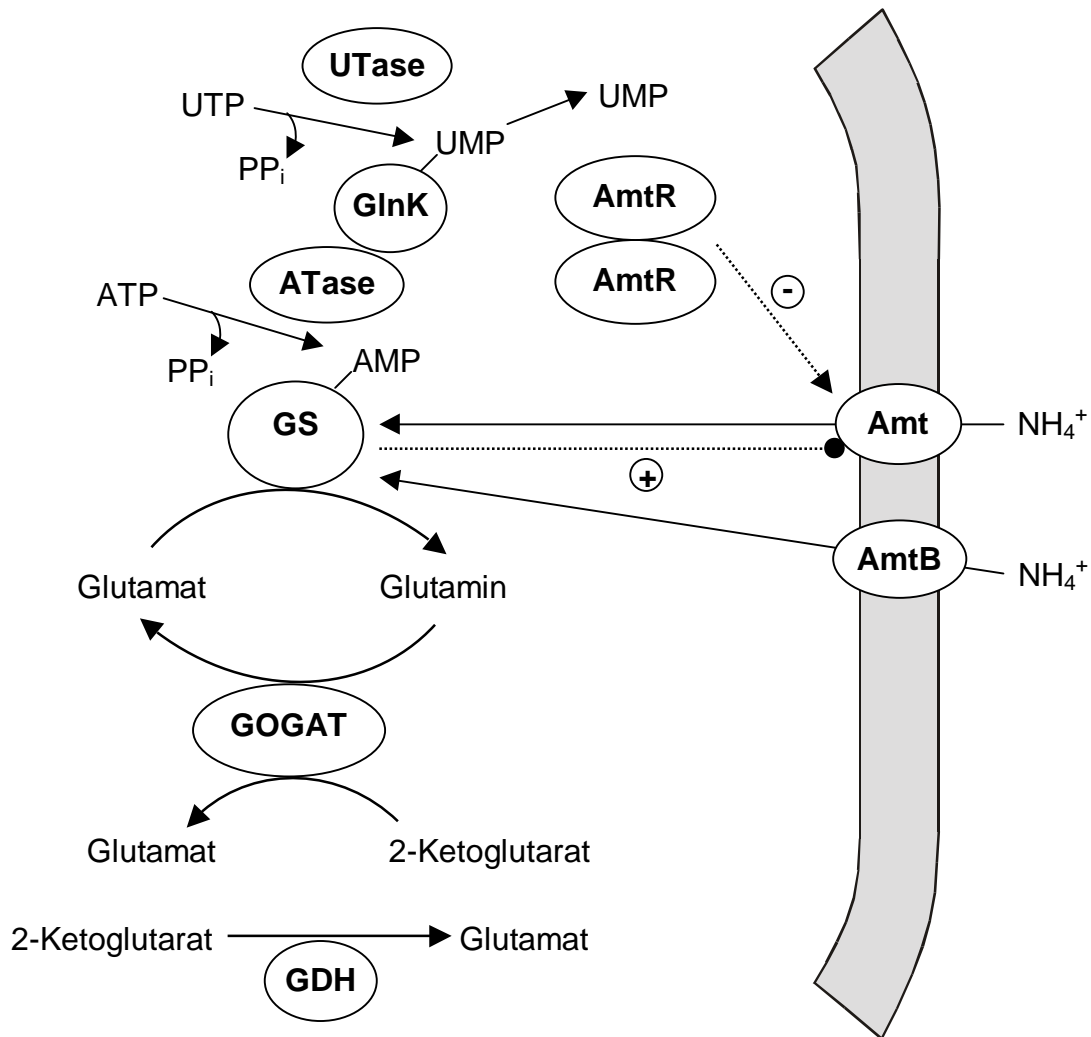 UTase
UTP
UMP
PPi
UMP
GlnK
AmtR
AmtR
ATase
-
ATP
PPi
AMP
GS
Amt
NH4+
+
AmtB
NH4+
Glutamat
Glutamin
GOGAT
Glutamat
2-Ketoglutarat
2-Ketoglutarat
Glutamat
GDH